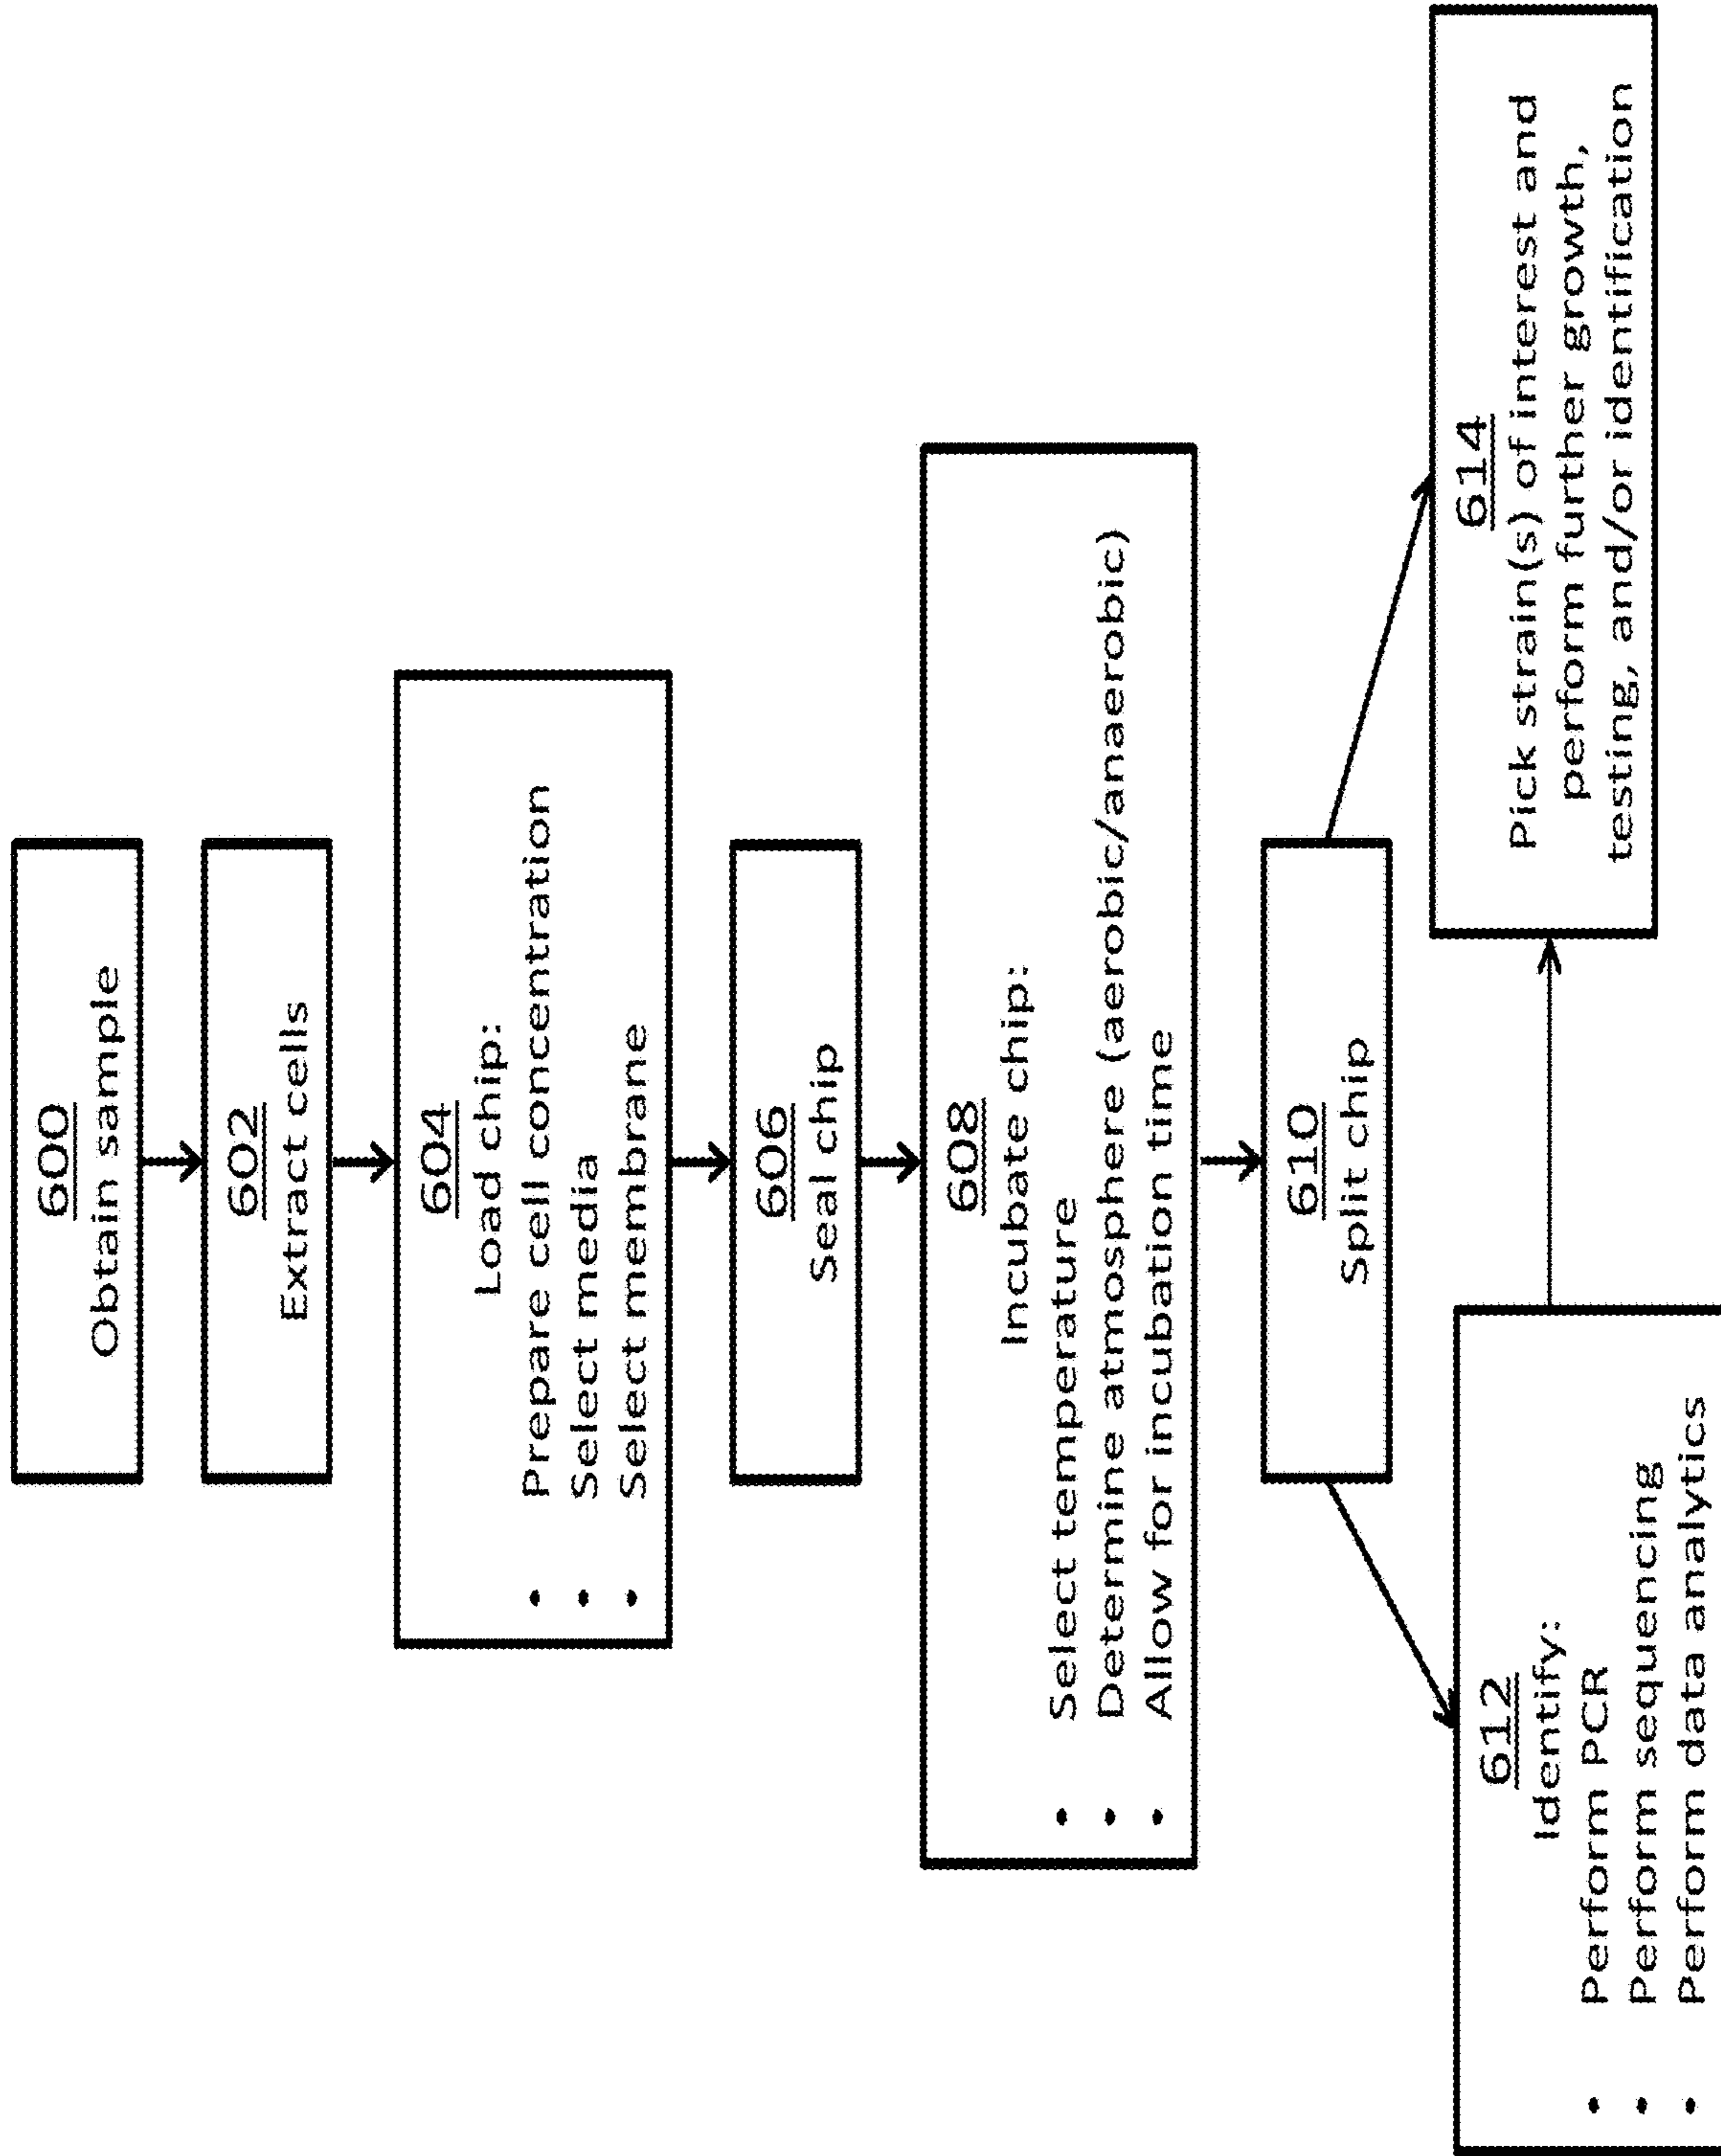 600
Obtain sample
602
Extract cells
604
Load chip:
• Prepare cell concentration
• Select media
• Select membrane
606
Seal chip
608
Incubate chip:
• Select temperature
• Determine atmosphere (aerobic/anaerobic)
• Allow for incubation time
610
Split chip
612
Identify:
• Perform PCR
• Perform sequencing
• Perform data analytics
614
Pick strain(s) of interest and
perform further growth,
testing, and/or identification